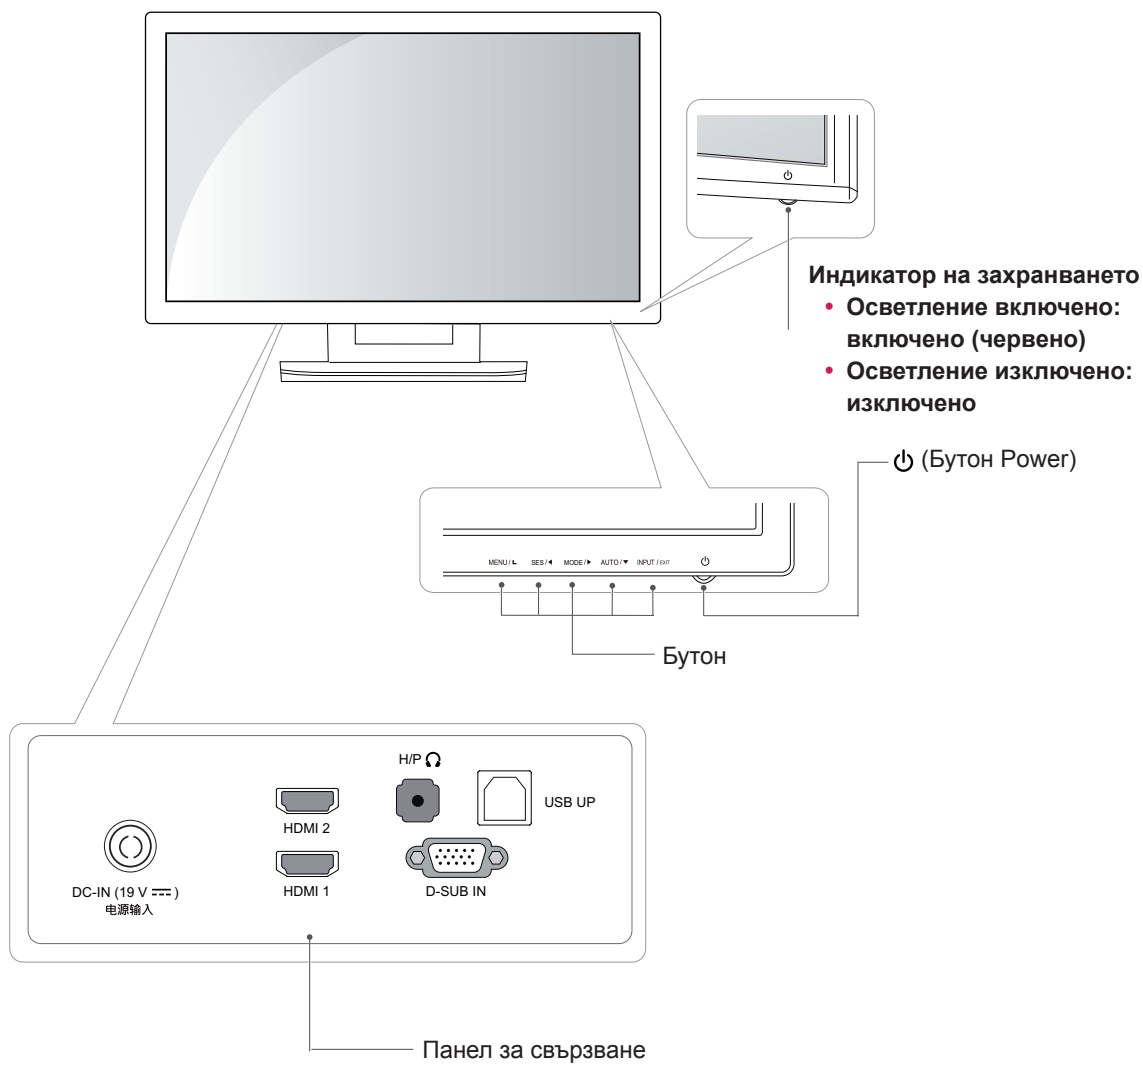 Индикатор на захранването
• Осветление включено:
включено (червено)
• Осветление изключено:
изключено
(Бутон Power)
MENU / SES / MODE / AUTO / INPUT / EXIT
Бутон
H/P
USB UP
HDMI 2
HDMI 1
D-SUB IN
DC-IN (19 V ⎓)
电源输入
Панел за свързване